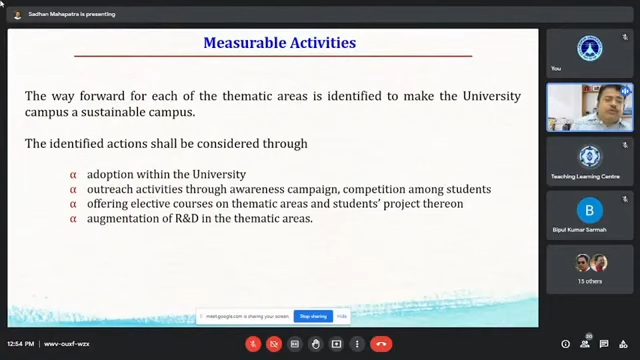 Sadhan Mahapatra is presenting
Measurable Activities
The way forward for each of the thematic areas is identified to make the University
campus a sustainable campus.
The identified actions shall be considered through
α adoption within the University
α outreach activities through awareness campaign, competition among students
α offering elective courses on thematic areas and students' project thereon
α augmentation of R&D in the thematic areas.
meet.google.com is sharing your screen.
Stop sharing
Hide
You
Teaching Learning Centre
B
Bipul Kumar Sarmah
15 others
12:54 PM | wwv-ouxf-wzx
20